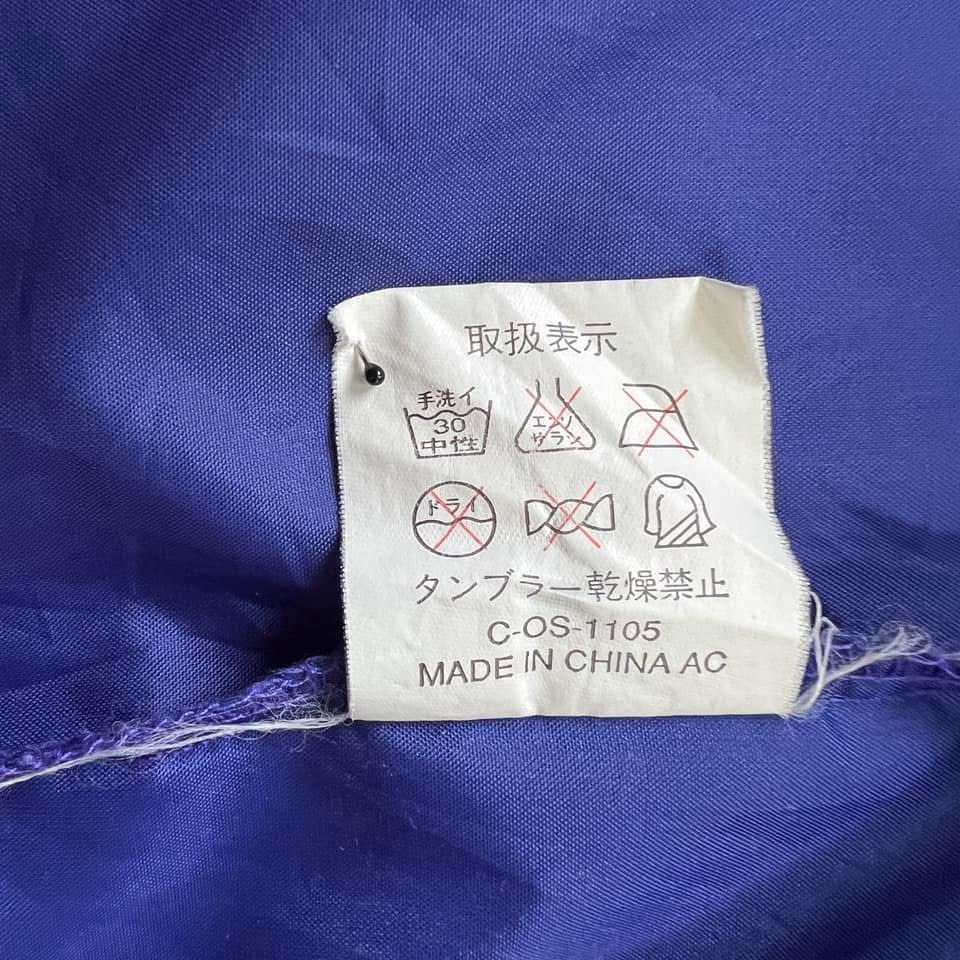 取扱表示
手洗イ
30
中性
エンソ
サラシ
ドライ
タンブラー乾燥禁止
C-OS-1105
MADE IN CHINA AC